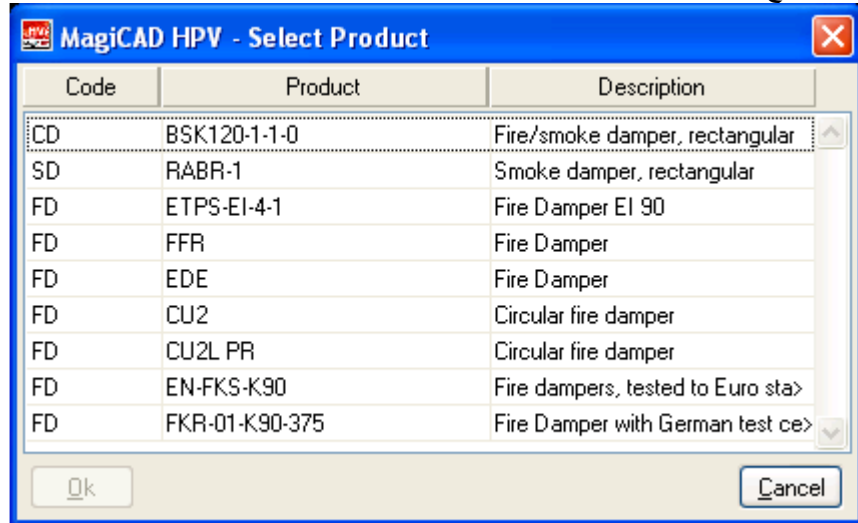 MagiCAD HPV - Select Product
Code Product Description
CD BSK120-1-1-0 Fire/smoke damper, rectangular
SD RABR-1 Smoke damper, rectangular
FD ETPS-EI-4-1 Fire Damper EI 90
FD FFR Fire Damper
FD EDE Fire Damper
FD CU2 Circular fire damper
FD CU2L PR Circular fire damper
FD EN-FKS-K90 Fire dampers, tested to Euro sta>
FD FKR-01-K90-375 Fire Damper with German test ce>
Ok Cancel